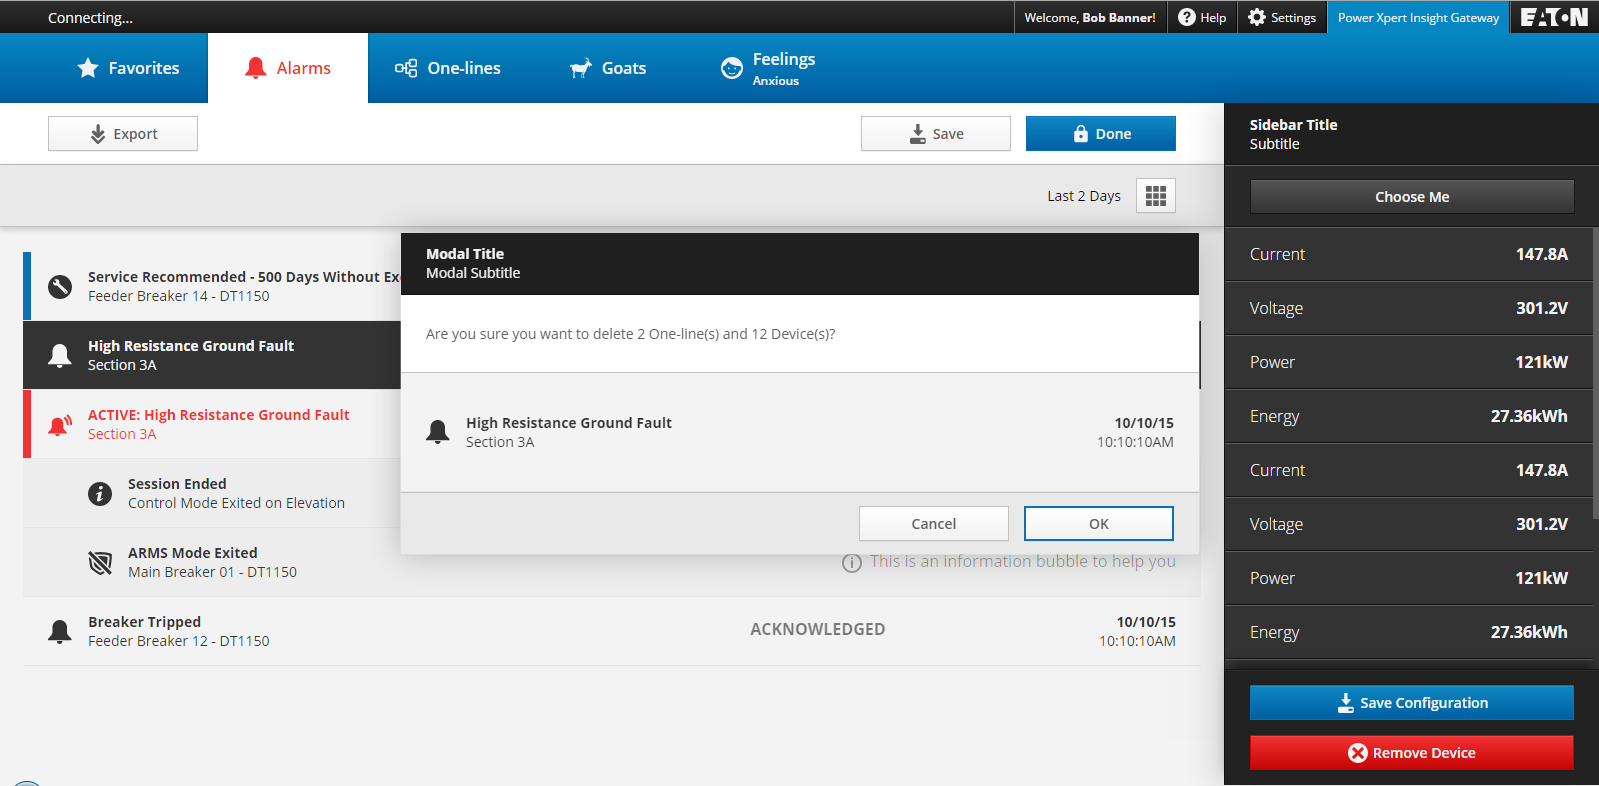 Connecting...
Welcome, Bob Banner!
Help
Settings
Power Xpert Insight Gateway
EATON
Favorites
Alarms
One-lines
Goats
Feelings
Anxious
Export
Save
Done
Last 2 Days
Service Recommended - 500 Days Without Ex
Feeder Breaker 14 - DT1150
High Resistance Ground Fault
Section 3A
ACTIVE: High Resistance Ground Fault
Section 3A
Session Ended
Control Mode Exited on Elevation
ARMS Mode Exited
Main Breaker 01 - DT1150
This is an information bubble to help you
Breaker Tripped
Feeder Breaker 12 - DT1150
ACKNOWLEDGED
10/10/15
10:10:10AM
Modal Title
Modal Subtitle
Are you sure you want to delete 2 One-line(s) and 12 Device(s)?
High Resistance Ground Fault
Section 3A
10/10/15
10:10:10AM
Cancel
OK
Sidebar Title
Subtitle
Choose Me
Current 147.8A
Voltage 301.2V
Power 121kW
Energy 27.36kWh
Current 147.8A
Voltage 301.2V
Power 121kW
Energy 27.36kWh
Save Configuration
Remove Device